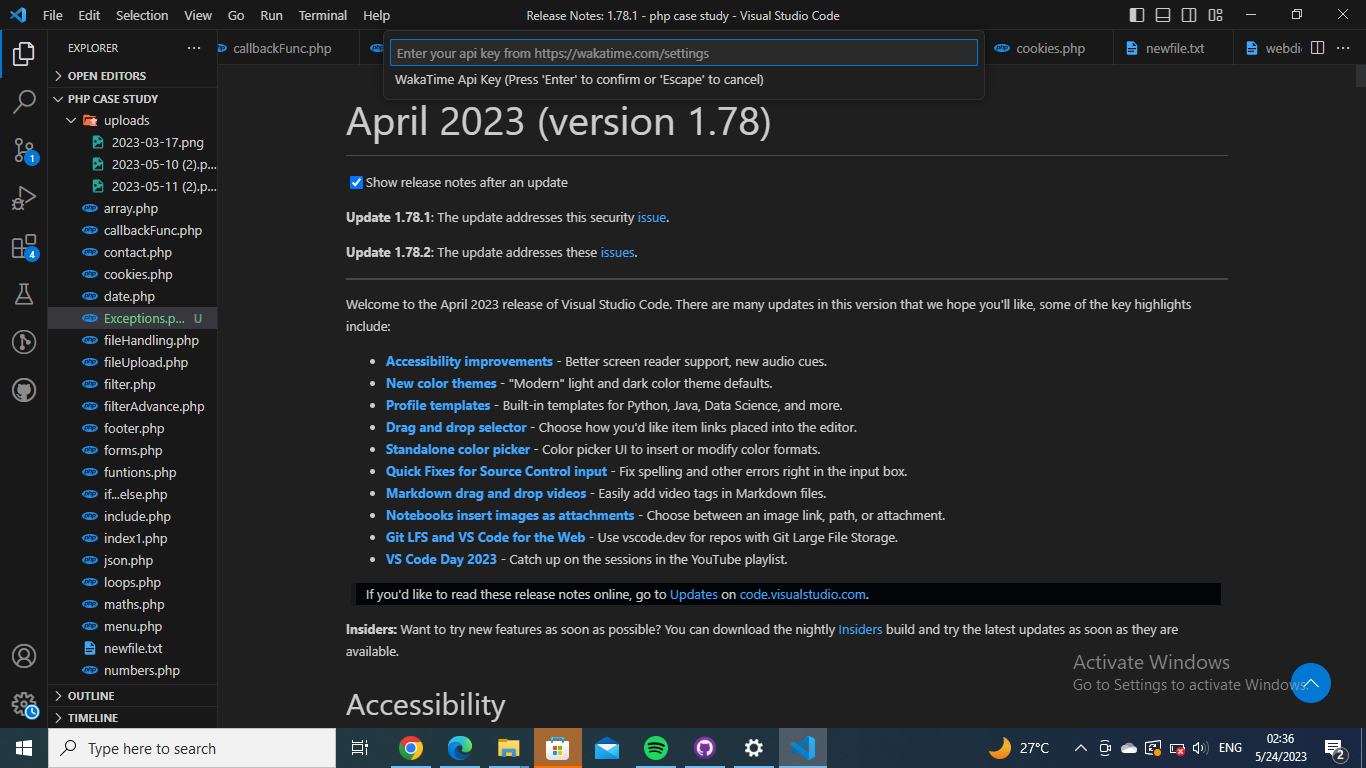 File Edit Selection View Go Run Terminal Help
Release Notes: 1.78.1 - php case study - Visual Studio Code
EXPLORER
callbackFunc.php
cookies.php
newfile.txt
webdi
Enter your api key from https://wakatime.com/settings
WakaTime Api Key (Press 'Enter' to confirm or 'Escape' to cancel)
OPEN EDITORS
PHP CASE STUDY
uploads
2023-03-17.png
2023-05-10 (2).p...
2023-05-11 (2).p...
array.php
callbackFunc.php
contact.php
cookies.php
date.php
Exceptions.p... U
fileHandling.php
fileUpload.php
filter.php
filterAdvance.php
footer.php
forms.php
funtions.php
if...else.php
include.php
index1.php
json.php
loops.php
maths.php
menu.php
newfile.txt
numbers.php
OUTLINE
TIMELINE
1
4
April 2023 (version 1.78)
Show release notes after an update
Update 1.78.1: The update addresses this security issue.
Update 1.78.2: The update addresses these issues.
Welcome to the April 2023 release of Visual Studio Code. There are many updates in this version that we hope you'll like, some of the key highlights
include:
• Accessibility improvements - Better screen reader support, new audio cues.
• New color themes - "Modern" light and dark color theme defaults.
• Profile templates - Built-in templates for Python, Java, Data Science, and more.
• Drag and drop selector - Choose how you'd like item links placed into the editor.
• Standalone color picker - Color picker UI to insert or modify color formats.
• Quick Fixes for Source Control input - Fix spelling and other errors right in the input box.
• Markdown drag and drop videos - Easily add video tags in Markdown files.
• Notebooks insert images as attachments - Choose between an image link, path, or attachment.
• Git LFS and VS Code for the Web - Use vscode.dev for repos with Git Large File Storage.
• VS Code Day 2023 - Catch up on the sessions in the YouTube playlist.
If you'd like to read these release notes online, go to Updates on code.visualstudio.com.
Insiders: Want to try new features as soon as possible? You can download the nightly Insiders build and try the latest updates as soon as they are
available.
Accessibility
Activate Windows
Go to Settings to activate Windows.
Type here to search
27°C
ENG
02:36
5/24/2023
2